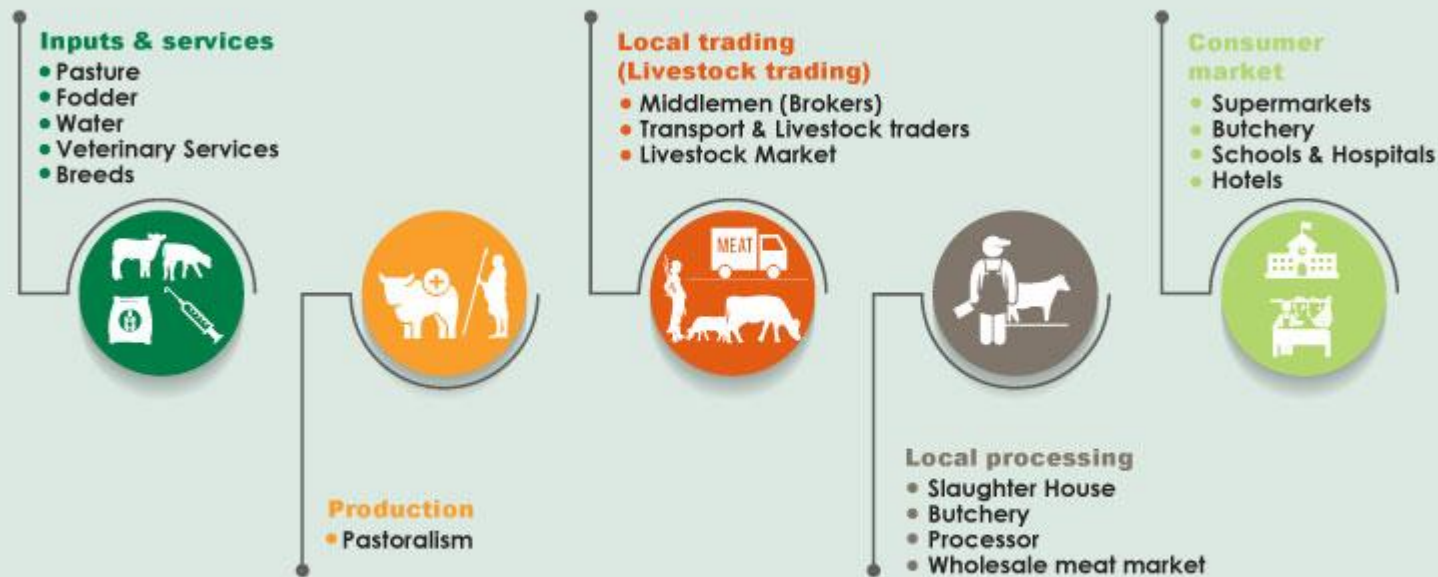 Inputs & services
Pasture
Fodder
Water
Veterinary Services
Breeds
Production
Pastoralism
Local trading
(Livestock trading)
Middlemen (Brokers)
Transport & Livestock traders
Livestock Market
MEAT
Local processing
Slaughter House
Butchery
Processor
Wholesale meat market
Consumer
market
Supermarkets
Butchery
Schools & Hospitals
Hotels